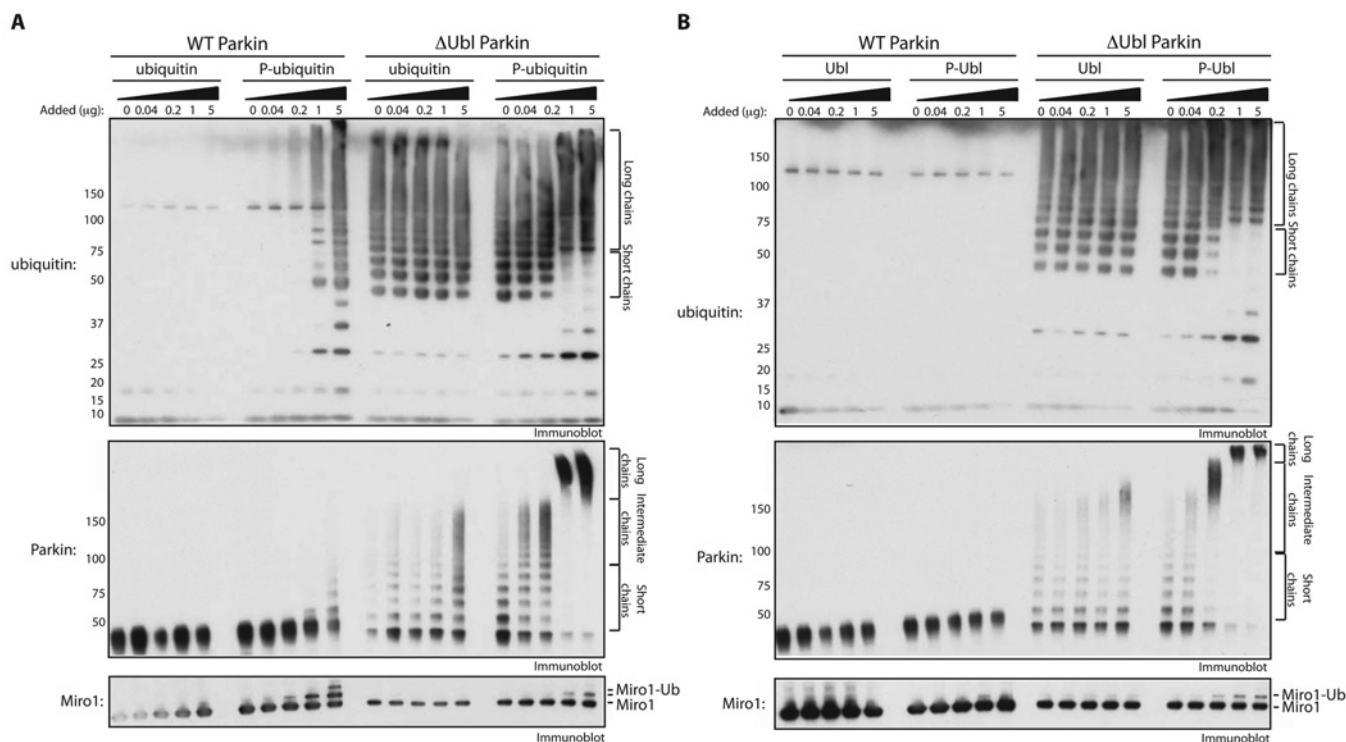 A
WT Parkin ΔUbl Parkin
ubiquitin P-ubiquitin ubiquitin P-ubiquitin
Added (μg): 0 0.04 0.2 1 5 0 0.04 0.2 1 5 0 0.04 0.2 1 5 0 0.04 0.2 1 5
ubiquitin:
150
100
75
50
37
25
20
15
10
Long chains
Short chains
Immunoblot
Parkin:
150
100
75
50
Long chains
Intermediate chains
Short chains
Immunoblot
Miro1:
Miro1-Ub
Miro1
Immunoblot
B
WT Parkin ΔUbl Parkin
Ubl P-Ubl Ubl P-Ubl
Added (μg): 0 0.04 0.2 1 5 0 0.04 0.2 1 5 0 0.04 0.2 1 5 0 0.04 0.2 1 5
ubiquitin:
150
100
75
50
37
25
20
15
10
Long chains
Short chains
Immunoblot
Parkin:
150
100
75
50
Long chains
Intermediate chains
Short chains
Immunoblot
Miro1:
Miro1-Ub
Miro1
Immunoblot